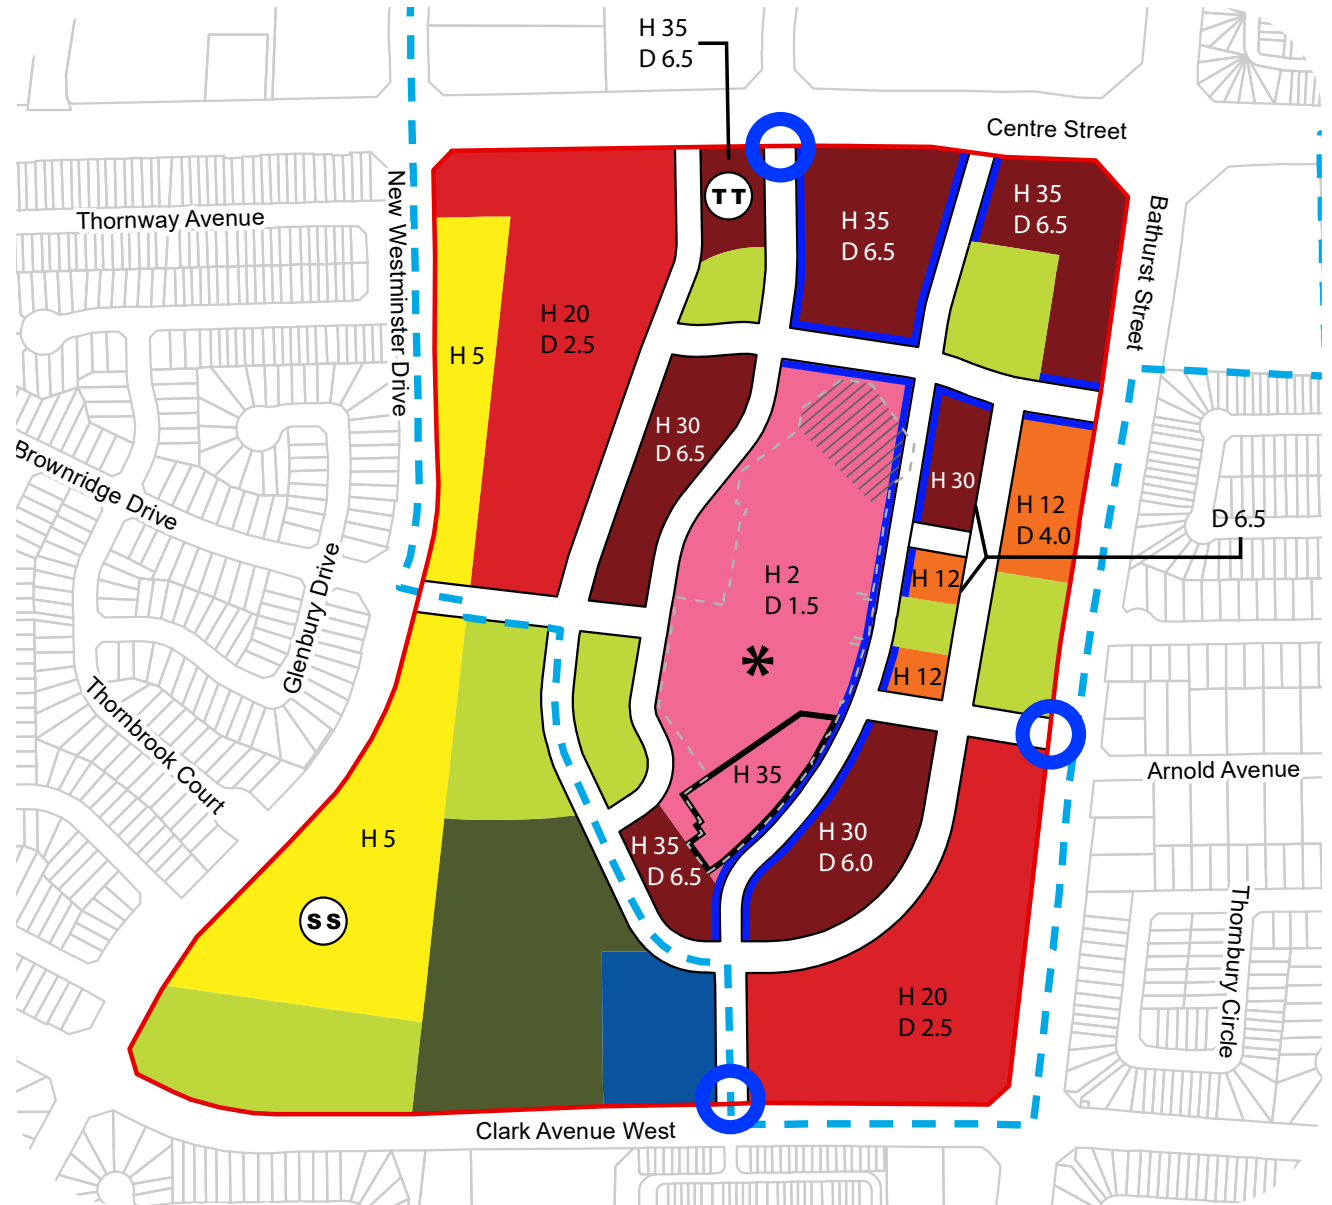 H 35
D 6.5
Centre Street
TT
H 35
D 6.5
H 35
D 6.5
New Westminster Drive
Thornway Avenue
Bathurst Street
H 20
D 2.5
H 5
H 30
D 6.5
H 30
H 12
D 4.0
D 6.5
Brownridge Drive
Glenbury Drive
H 2
D 1.5
H 12
*
H 12
Thornbrook Court
H 35
Arnold Avenue
H 5
H 35
D 6.5
H 30
D 6.0
SS
Thornbury Circle
H 20
D 2.5
Clark Avenue West